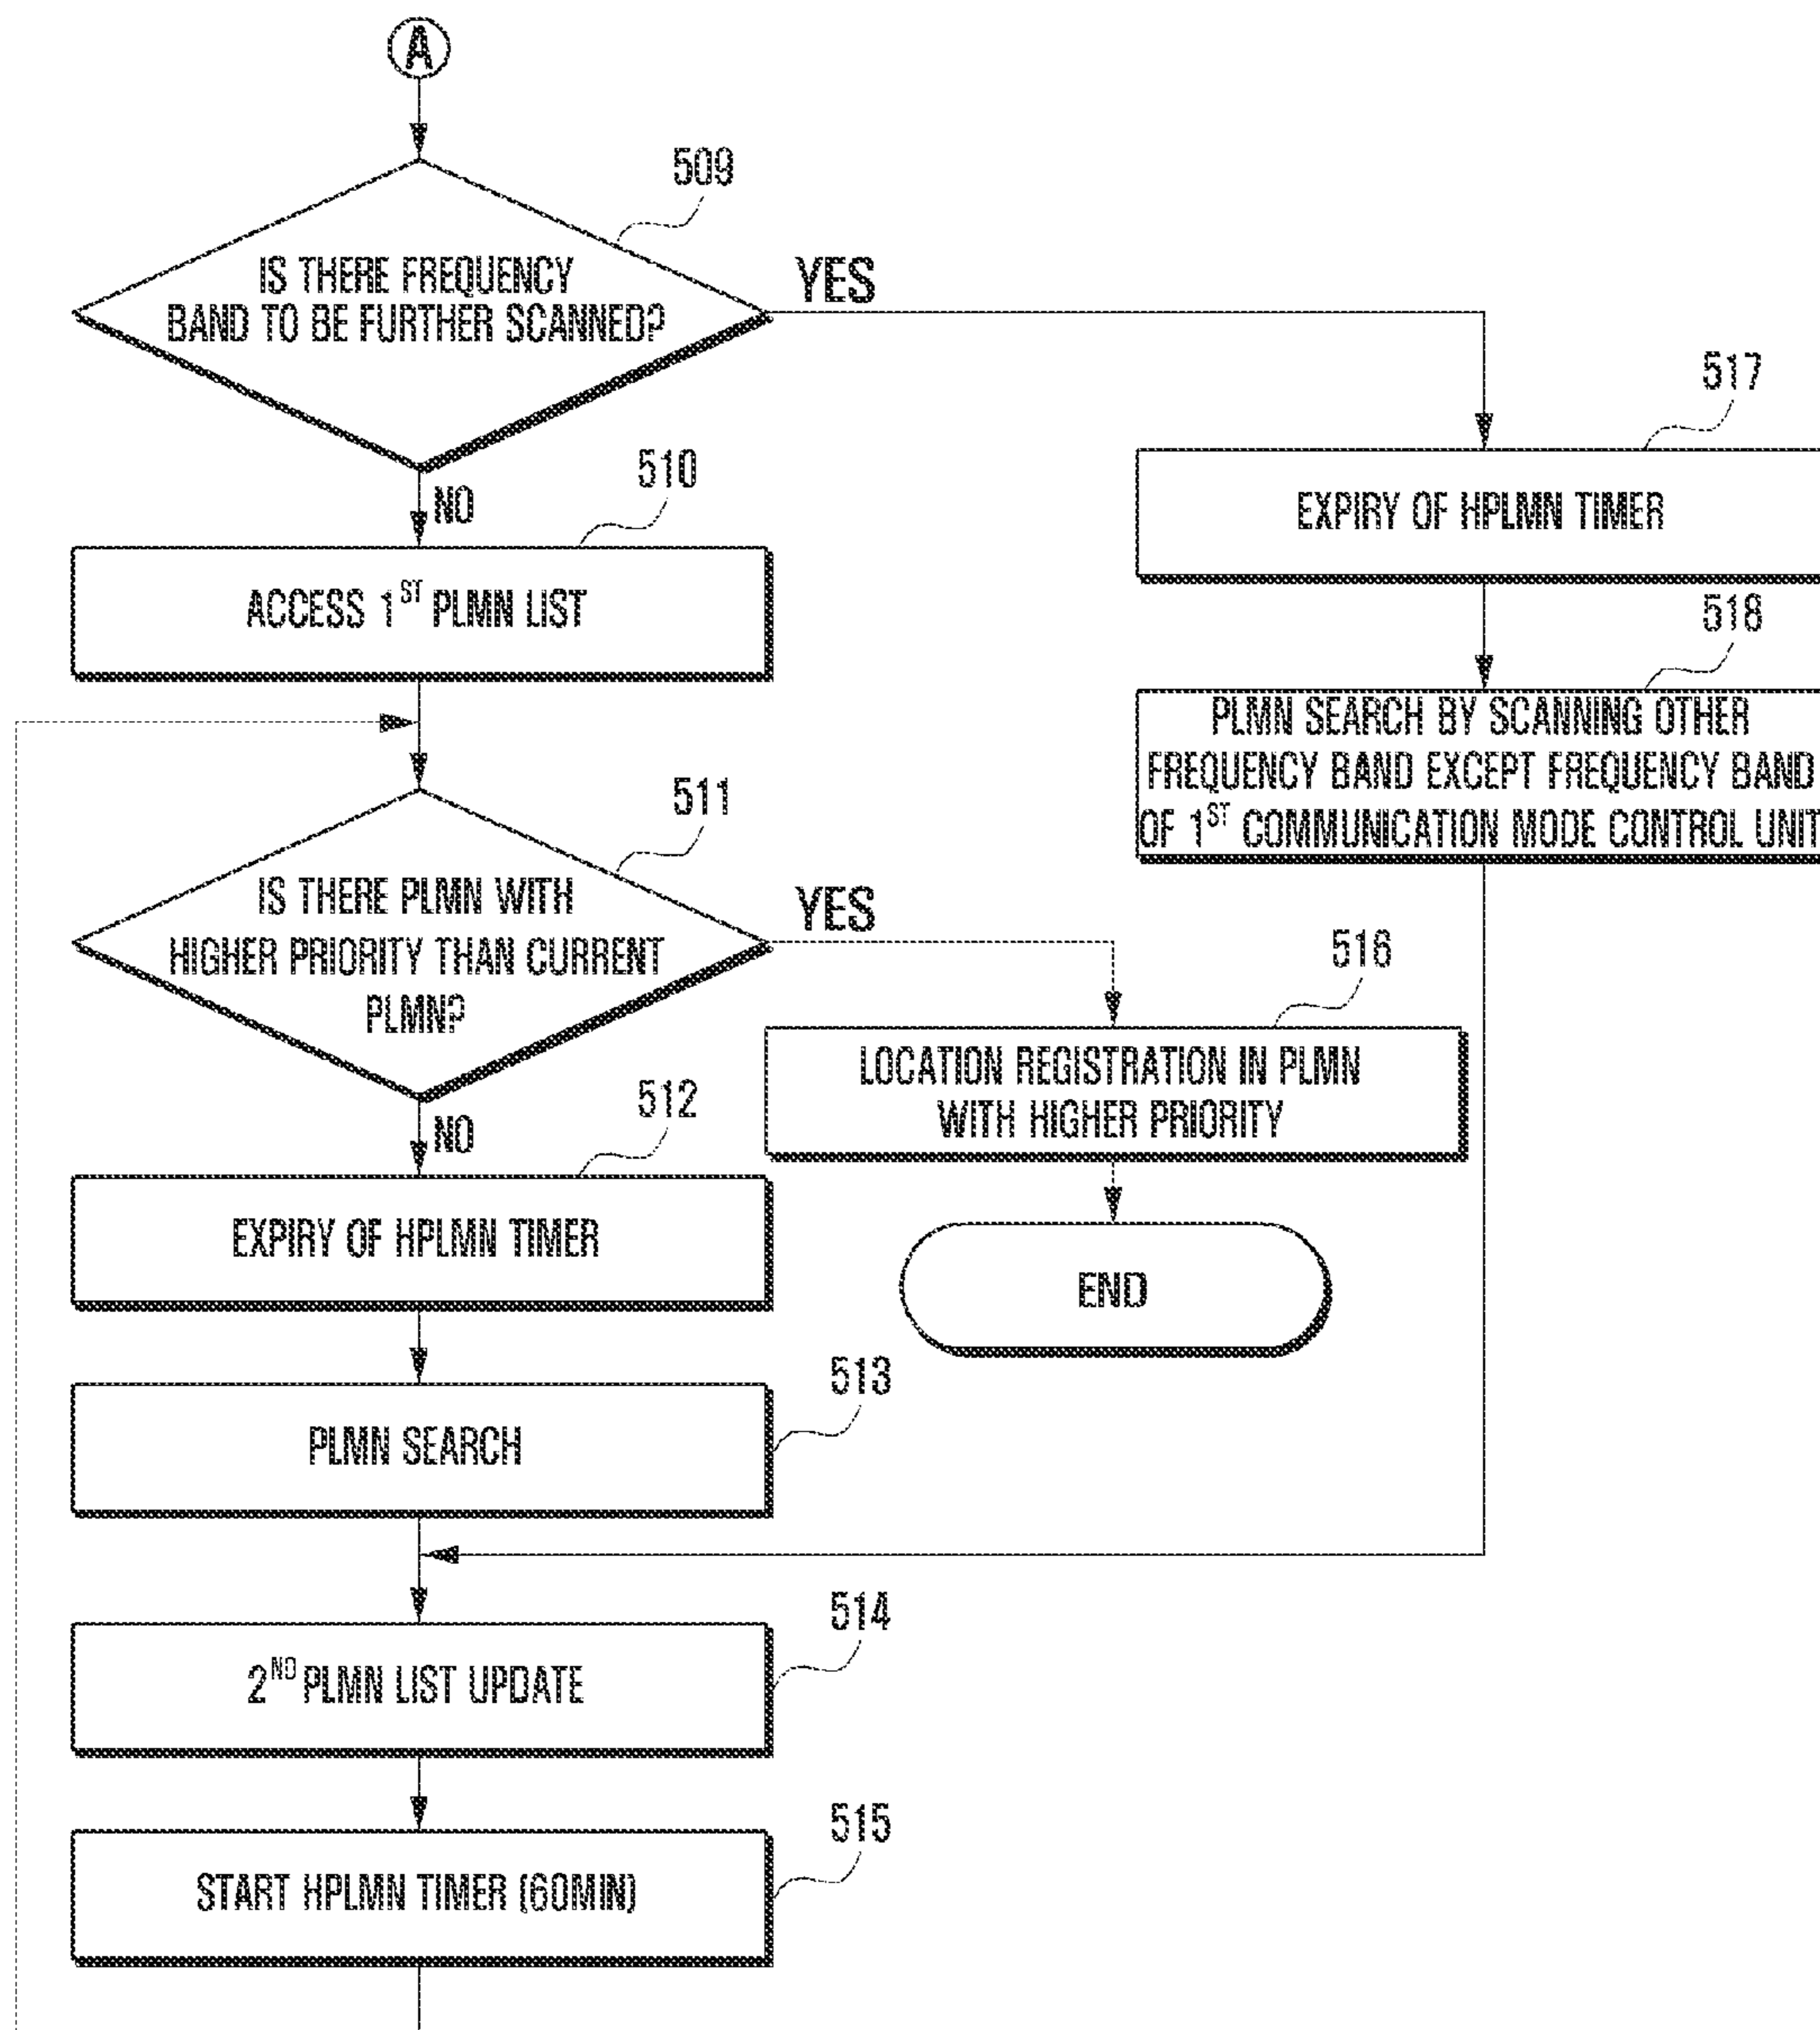 A
509
IS THERE FREQUENCY
BAND TO BE FURTHER SCANNED?
YES
NO
517
EXPIRY OF HPLMN TIMER
510
ACCESS 1ST PLMN LIST
518
PLMN SEARCH BY SCANNING OTHER
FREQUENCY BAND EXCEPT FREQUENCY BAND
OF 1ST COMMUNICATION MODE CONTROL UNIT
511
IS THERE PLMN WITH
HIGHER PRIORITY THAN CURRENT
PLMN?
YES
NO
516
LOCATION REGISTRATION IN PLMN
WITH HIGHER PRIORITY
END
512
EXPIRY OF HPLMN TIMER
513
PLMN SEARCH
514
2ND PLMN LIST UPDATE
515
START HPLMN TIMER (60MIN)